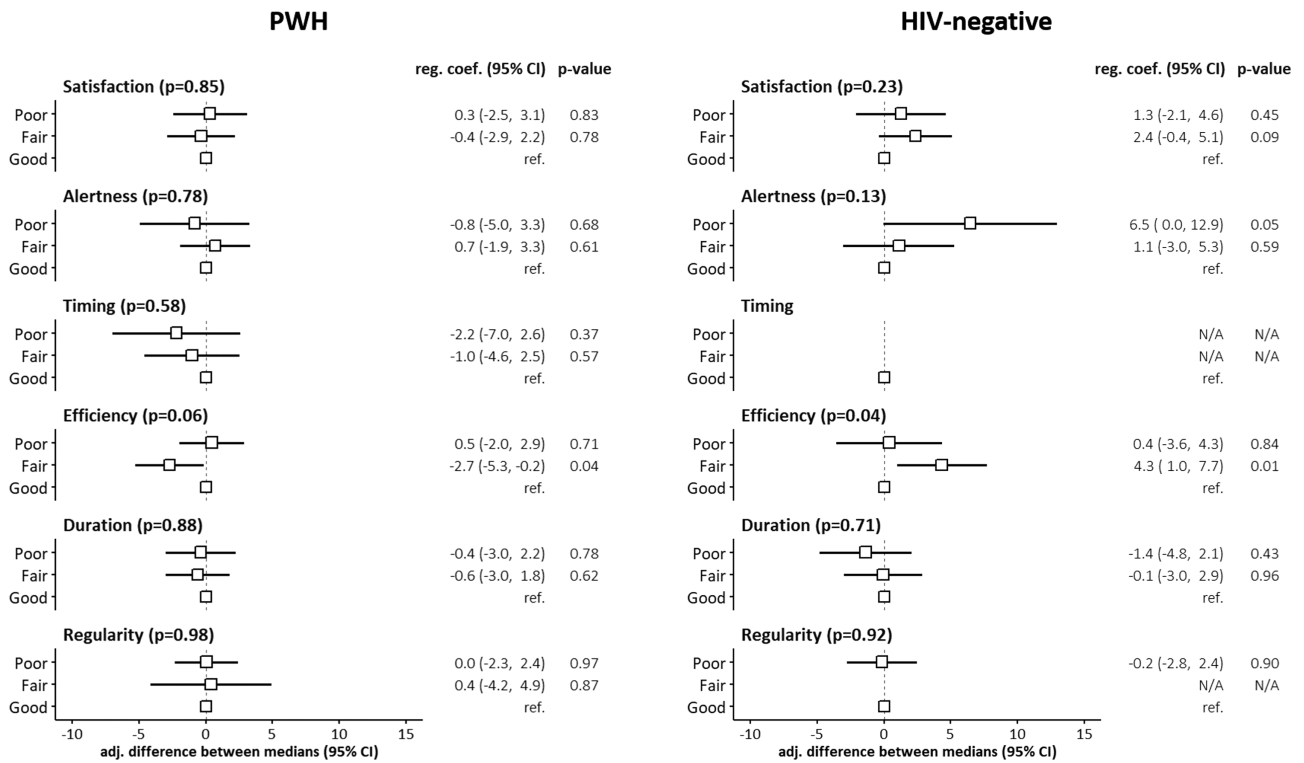 PWH
reg. coef. (95% CI) p-value
Satisfaction (p=0.85)
Poor 0.3 (-2.5, 3.1) 0.83
Fair -0.4 (-2.9, 2.2) 0.78
Good ref.
Alertness (p=0.78)
Poor -0.8 (-5.0, 3.3) 0.68
Fair 0.7 (-1.9, 3.3) 0.61
Good ref.
Timing (p=0.58)
Poor -2.2 (-7.0, 2.6) 0.37
Fair -1.0 (-4.6, 2.5) 0.57
Good ref.
Efficiency (p=0.06)
Poor 0.5 (-2.0, 2.9) 0.71
Fair -2.7 (-5.3, -0.2) 0.04
Good ref.
Duration (p=0.88)
Poor -0.4 (-3.0, 2.2) 0.78
Fair -0.6 (-3.0, 1.8) 0.62
Good ref.
Regularity (p=0.98)
Poor 0.0 (-2.3, 2.4) 0.97
Fair 0.4 (-4.2, 4.9) 0.87
Good ref.
-10 -5 0 5 10 15
adj. difference between medians (95% CI)
HIV-negative
reg. coef. (95% CI) p-value
Satisfaction (p=0.23)
Poor 1.3 (-2.1, 4.6) 0.45
Fair 2.4 (-0.4, 5.1) 0.09
Good ref.
Alertness (p=0.13)
Poor 6.5 ( 0.0, 12.9) 0.05
Fair 1.1 (-3.0, 5.3) 0.59
Good ref.
Timing
Poor N/A N/A
Fair N/A N/A
Good ref.
Efficiency (p=0.04)
Poor 0.4 (-3.6, 4.3) 0.84
Fair 4.3 ( 1.0, 7.7) 0.01
Good ref.
Duration (p=0.71)
Poor -1.4 (-4.8, 2.1) 0.43
Fair -0.1 (-3.0, 2.9) 0.96
Good ref.
Regularity (p=0.92)
Poor -0.2 (-2.8, 2.4) 0.90
Fair N/A N/A
Good ref.
-10 -5 0 5 10 15
adj. difference between medians (95% CI)